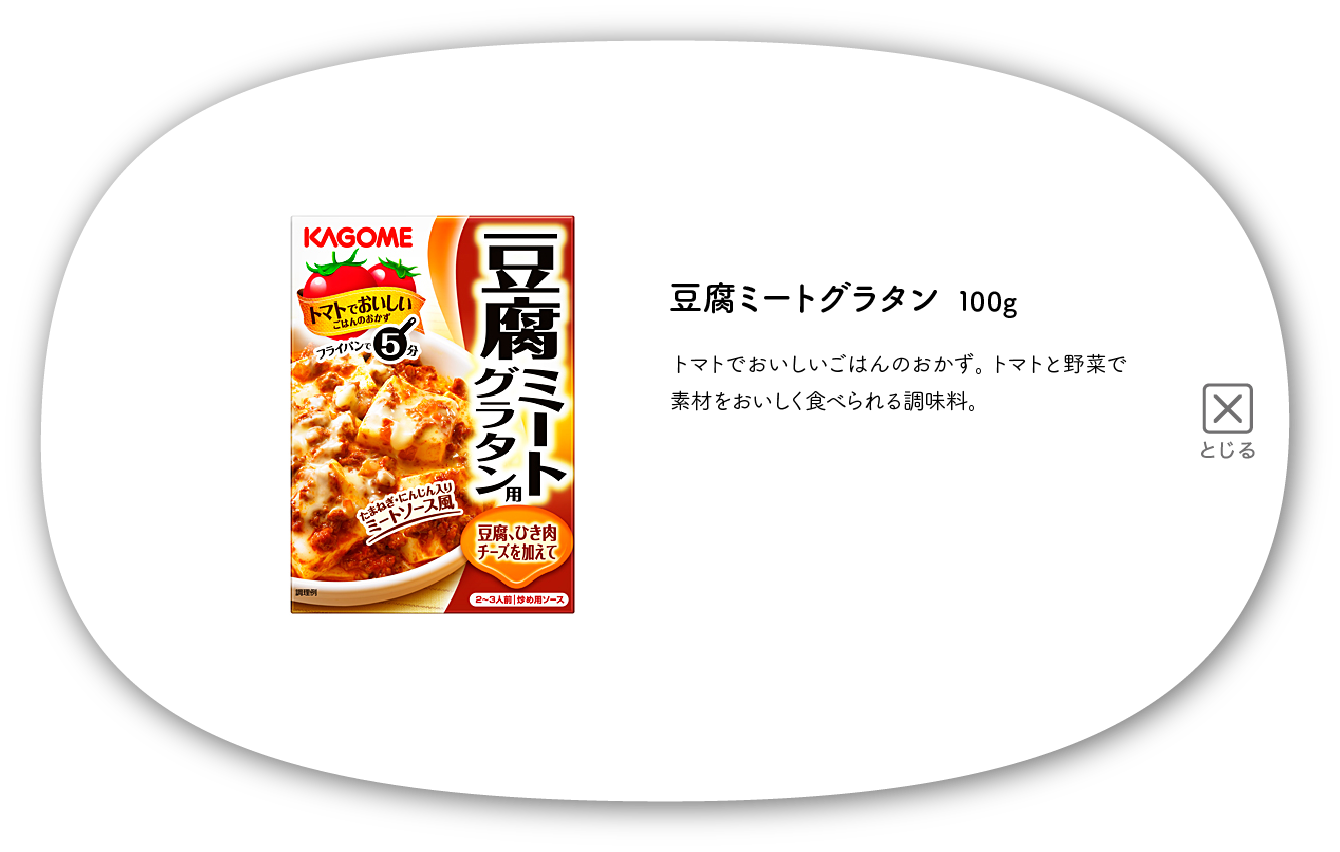 KAGOME
トマトでおいしい
ごはんのおかず
フライパンで5分
豆腐ミート
グラタン用
たまねぎ・にんじん入り
ミートソース風
豆腐、ひき肉
チーズを加えて
調理例
2〜3人前|炒め用ソース
豆腐ミートグラタン 100g
トマトでおいしいごはんのおかず。トマトと野菜で
素材をおいしく食べられる調味料。
とじる